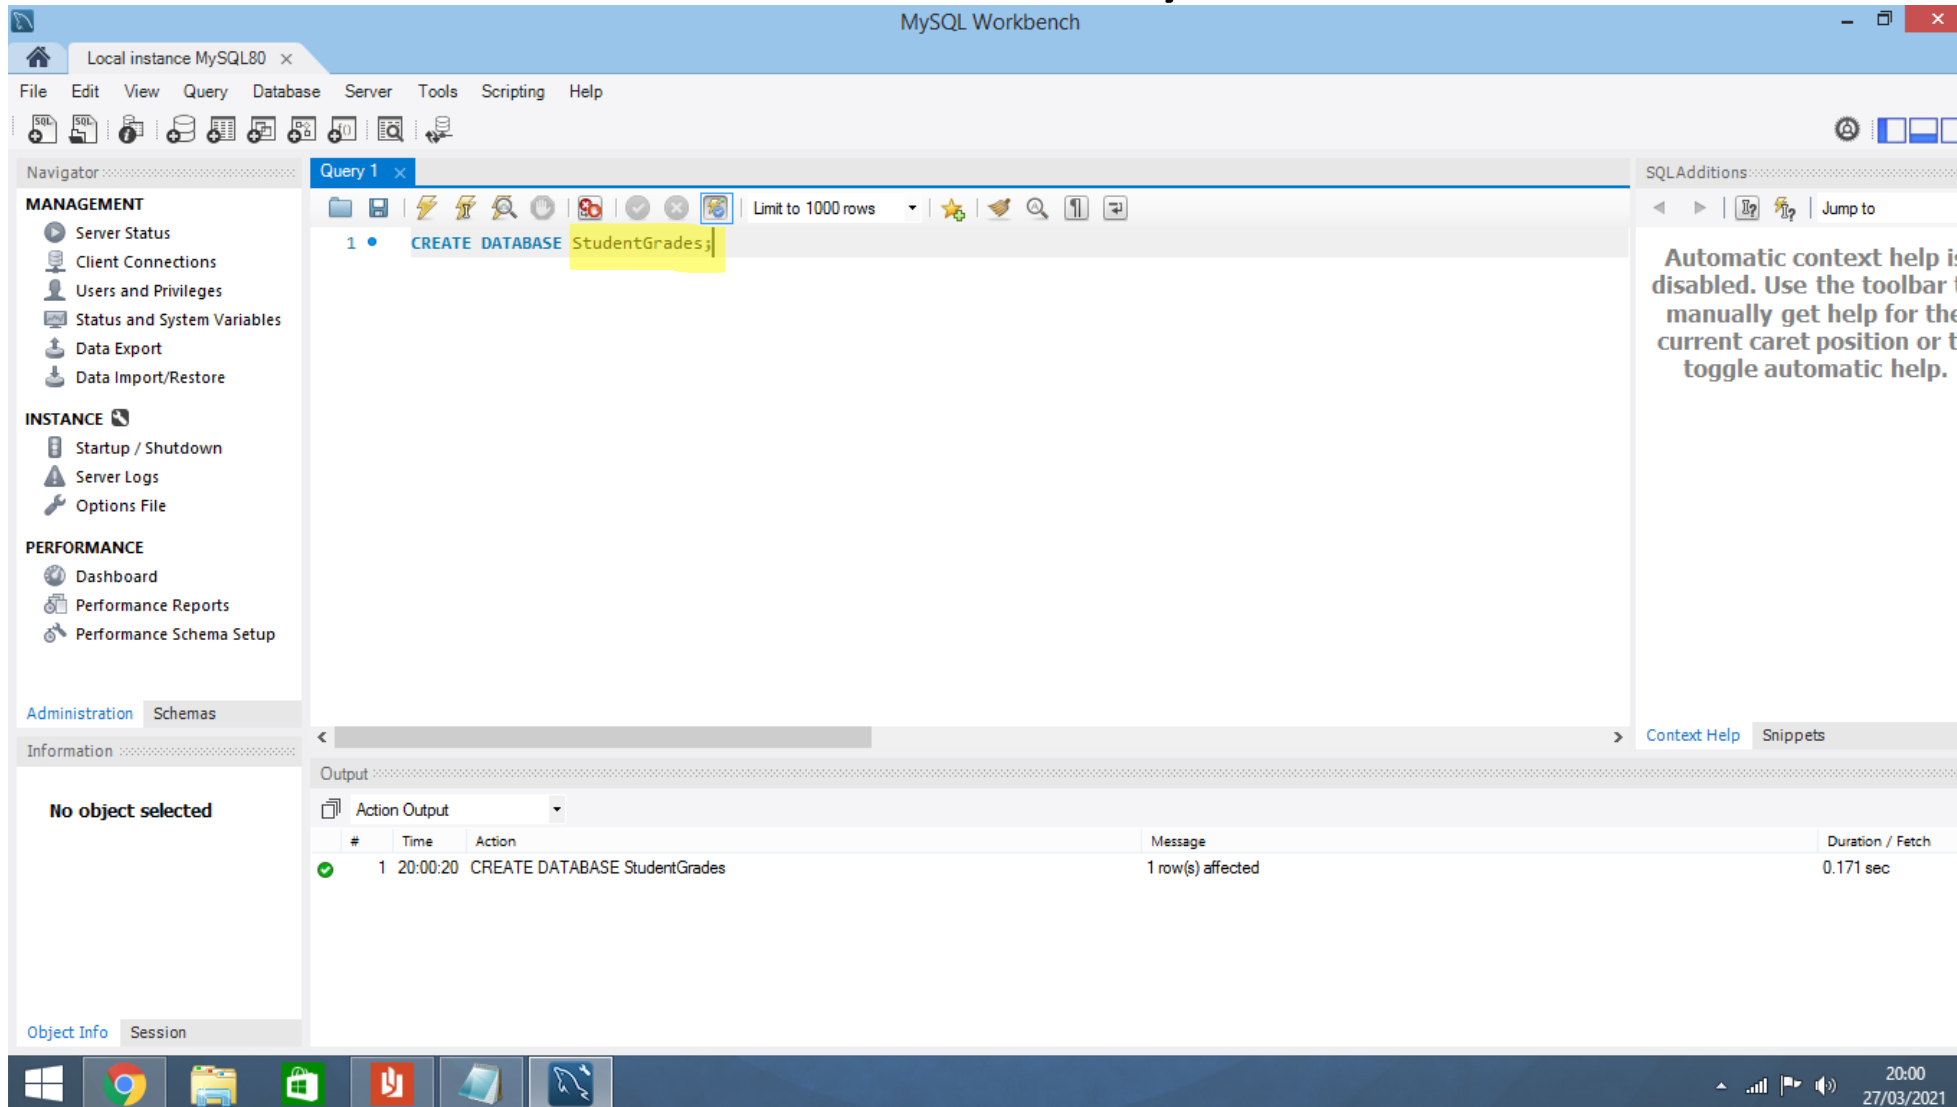 MySQL Workbench
Local instance MySQL80
File Edit View Query Database Server Tools Scripting Help
Navigator
MANAGEMENT
Server Status
Client Connections
Users and Privileges
Status and System Variables
Data Export
Data Import/Restore
INSTANCE
Startup / Shutdown
Server Logs
Options File
PERFORMANCE
Dashboard
Performance Reports
Performance Schema Setup
Administration Schemas
Information
No object selected
Object Info Session
Query 1
Limit to 1000 rows
1 CREATE DATABASE StudentGrades;
SQLAdditions
Jump to
Automatic context help is
disabled. Use the toolbar t
manually get help for the
current caret position or t
toggle automatic help.
Context Help Snippets
Output
Action Output
# Time Action Message Duration / Fetch
1 20:00:20 CREATE DATABASE StudentGrades 1 row(s) affected 0.171 sec
20:00
27/03/2021